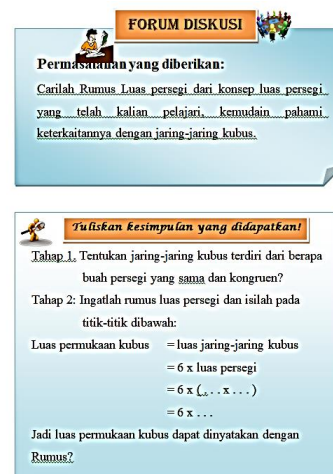 FORUM DISKUSI
Permasalahan yang diberikan:
Carilah Rumus Luas persegi dari konsep luas persegi
yang telah kalian pelajari, kemudain pahami
keterkaitannya dengan jaring-jaring kubus.
Tuliskan kesimpulan yang didapatkan!
Tahap 1. Tentukan jaring-jaring kubus terdiri dari berapa
buah persegi yang sama dan kongruen?
Tahap 2: Ingatlah rumus luas persegi dan isilah pada
titik-titik dibawah:
Luas permukaan kubus = luas jaring-jaring kubus
= 6 x luas persegi
= 6 x (. . . x . . . )
= 6 x . . .
Jadi luas permukaan kubus dapat dinyatakan dengan
Rumus?